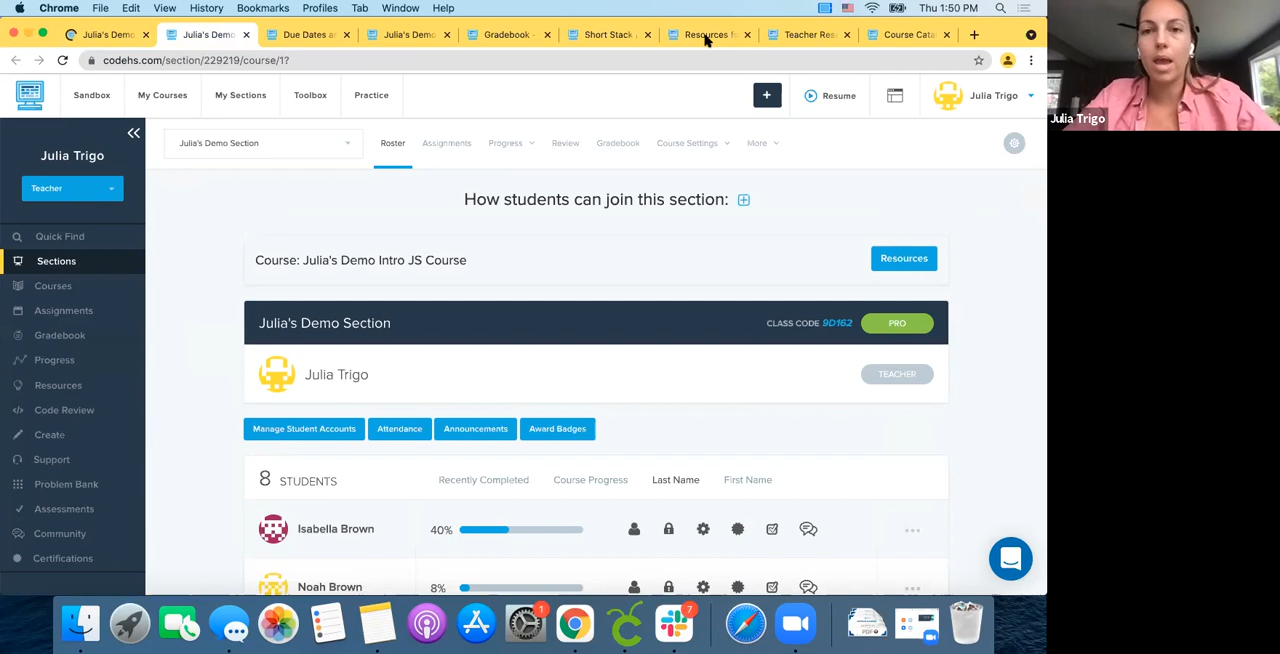 Chrome File Edit View History Bookmarks Profiles Tab Window Help Thu 1:50 PM
Julia's Demo Julia's Demo Due Dates a Julia's Demo Gradebook - Short Stack Resources f Teacher Res Course Cata
codehs.com/section/229219/course/1?
Sandbox My Courses My Sections Toolbox Practice + Resume Julia Trigo
Julia Trigo
Julia Trigo
Teacher
Quick Find
Sections
Courses
Assignments
Gradebook
Progress
Resources
Code Review
Create
Support
Problem Bank
Assessments
Community
Certifications
Julia's Demo Section Roster Assignments Progress Review Gradebook Course Settings More
How students can join this section:
Course: Julia's Demo Intro JS Course Resources
Julia's Demo Section CLASS CODE 9D162 PRO
Julia Trigo TEACHER
Manage Student Accounts Attendance Announcements Award Badges
8 STUDENTS Recently Completed Course Progress Last Name First Name
Isabella Brown 40%
Noah Brown 8%
1 7
PDF